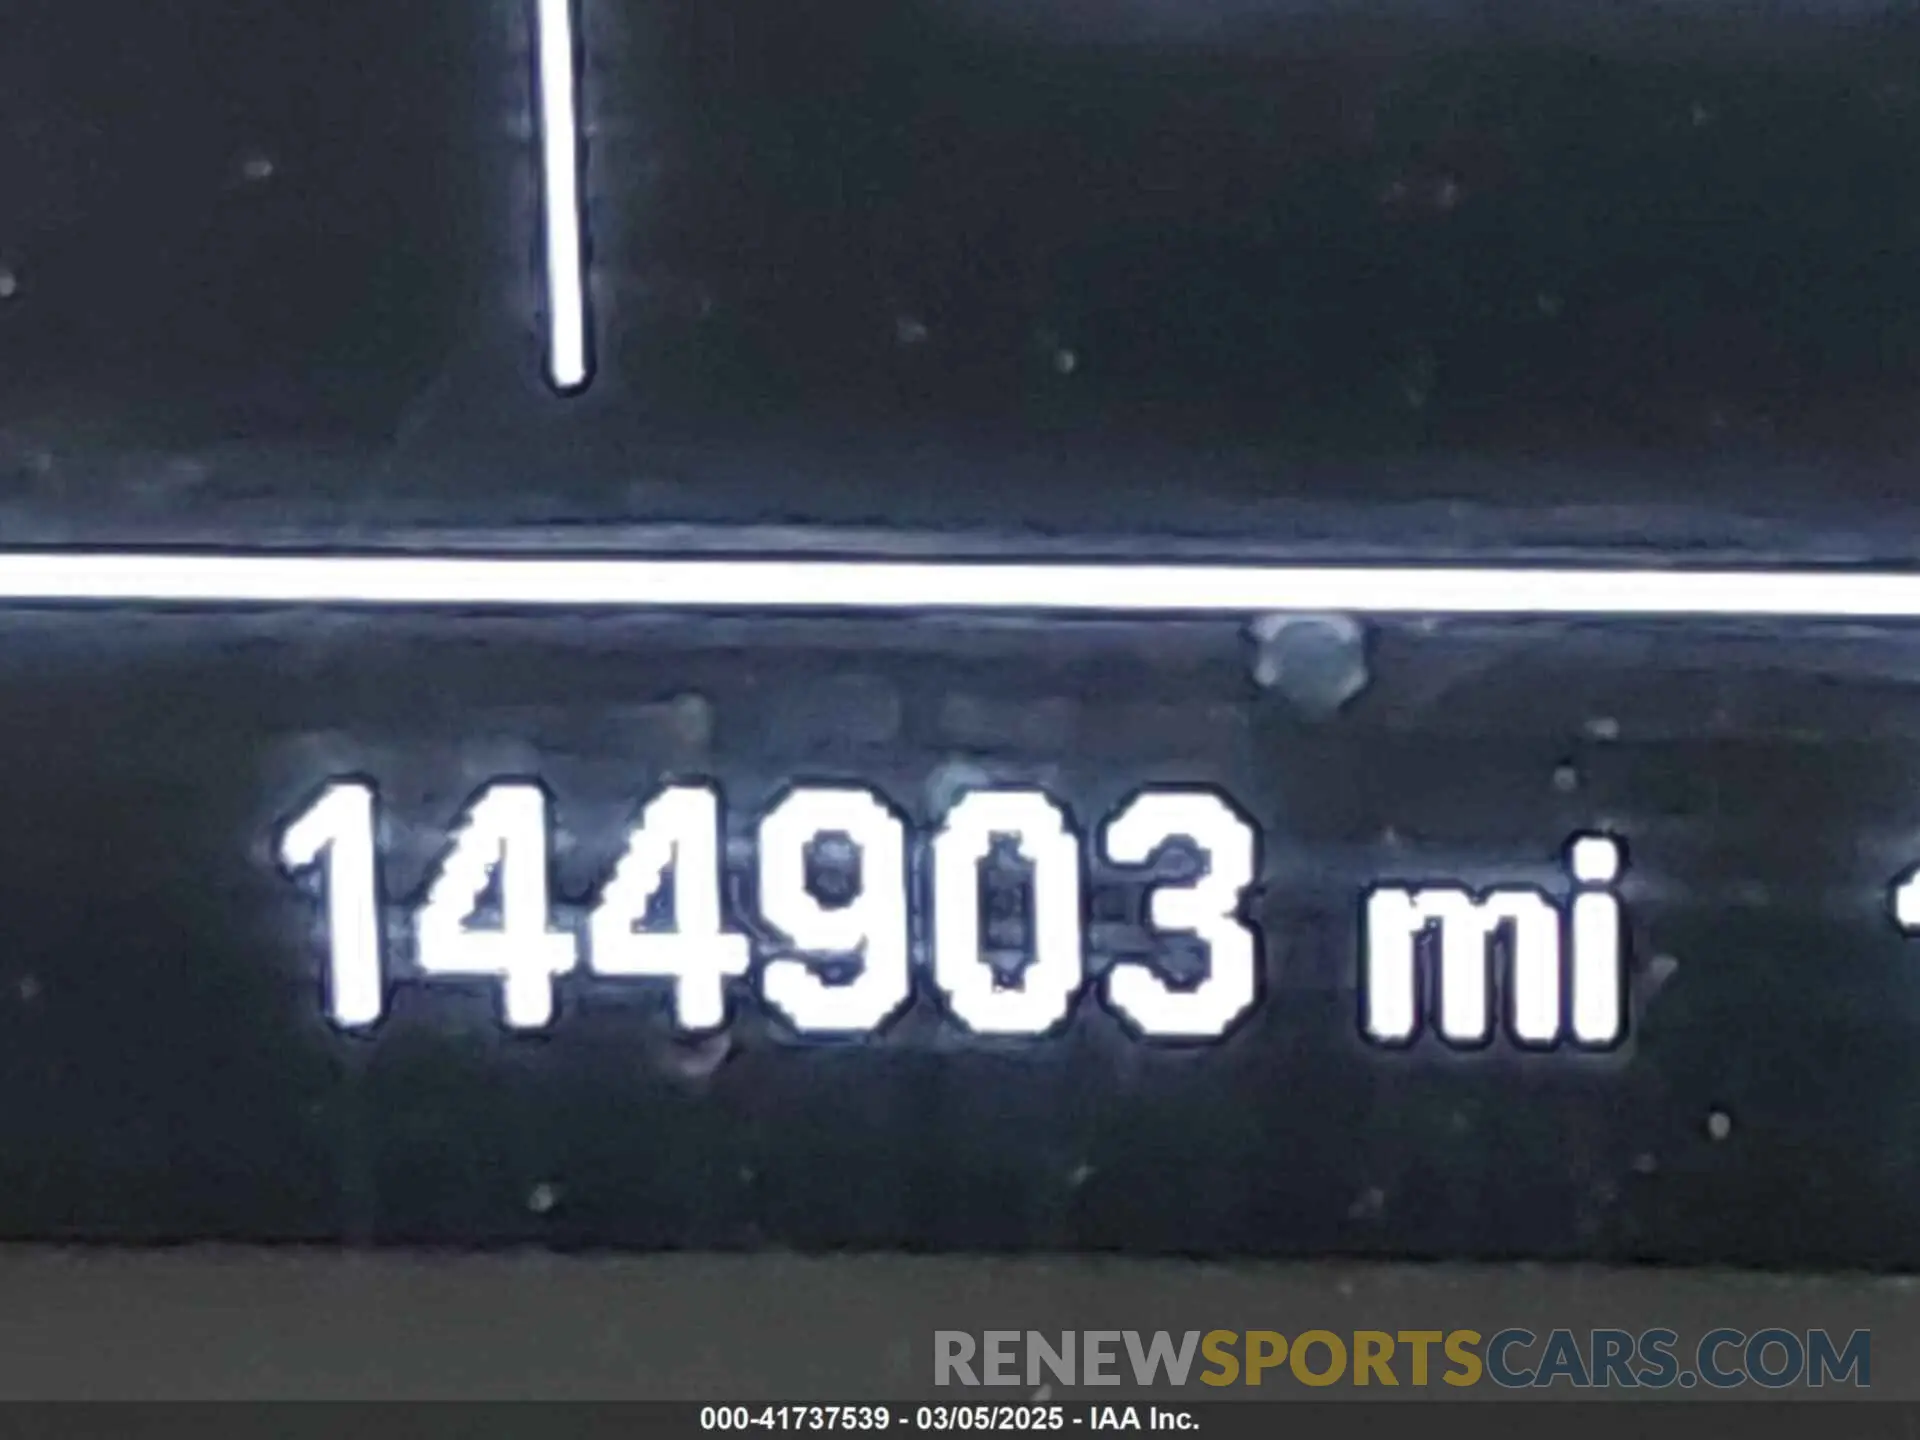 144903 mi
RENEWSPORTSCARS.COM
000-41737539 - 03/05/2025 - IAA Inc.